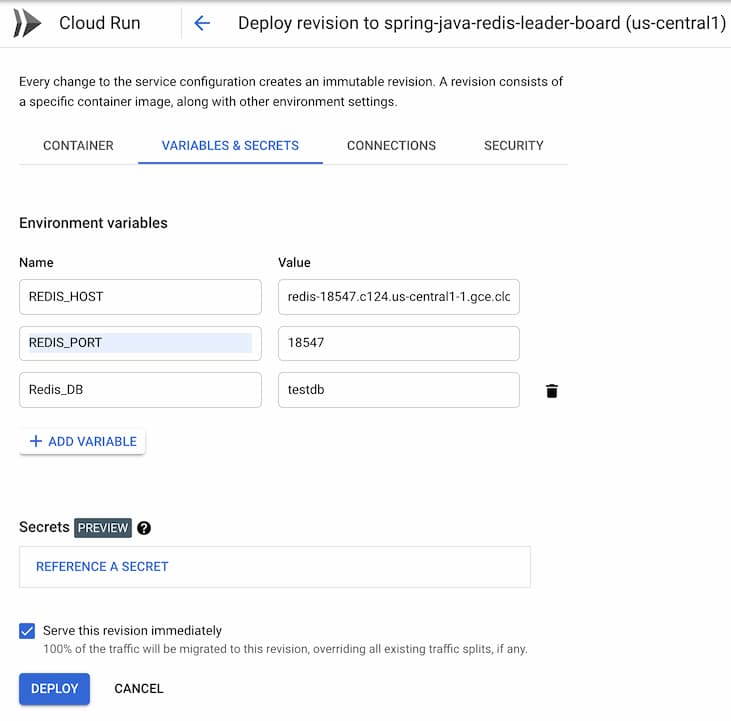 Cloud Run
Deploy revision to spring-java-redis-leader-board (us-central1)
Every change to the service configuration creates an immutable revision. A revision consists of
a specific container image, along with other environment settings.
CONTAINER VARIABLES & SECRETS CONNECTIONS SECURITY
Environment variables
Name Value
REDIS_HOST redis-18547.c124.us-central1-1.gce.clc
REDIS_PORT 18547
Redis_DB testdb
+ ADD VARIABLE
Secrets PREVIEW ?
REFERENCE A SECRET
Serve this revision immediately
100% of the traffic will be migrated to this revision, overriding all existing traffic splits, if any.
DEPLOY CANCEL